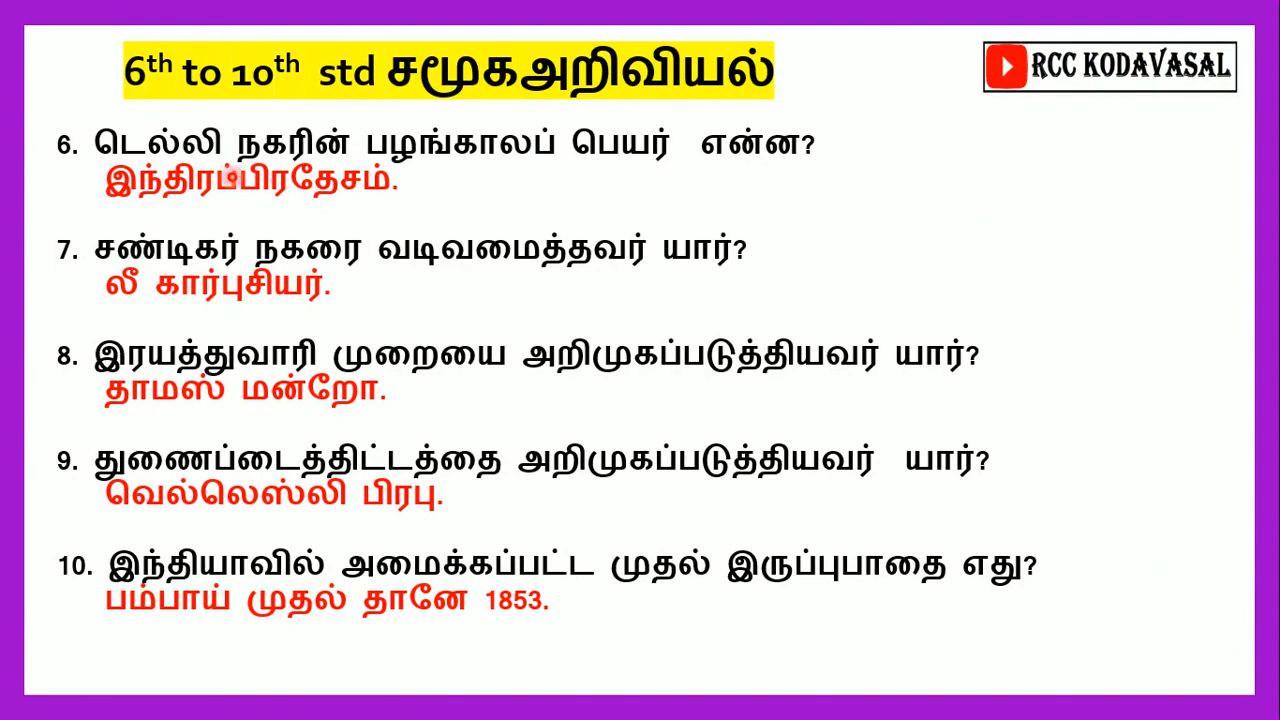 6th to 10th std சமூகஅறிவியல்
RCC KODAVASAL
6. டெல்லி நகரின் பழங்காலப் பெயர் என்ன?
இந்திரப்பிரதேசம்.
7. சண்டிகர் நகரை வடிவமைத்தவர் யார்?
லீ கார்புசியர்.
8. இரயத்துவாரி முறையை அறிமுகப்படுத்தியவர் யார்?
தாமஸ் மன்றோ.
9. துணைப்டைத்திட்டத்தை அறிமுகப்படுத்தியவர் யார்?
வெல்லெஸ்லி பிரபு.
10. இந்தியாவில் அமைக்கப்பட்ட முதல் இருப்புபாதை எது?
பம்பாய் முதல் தானே 1853.